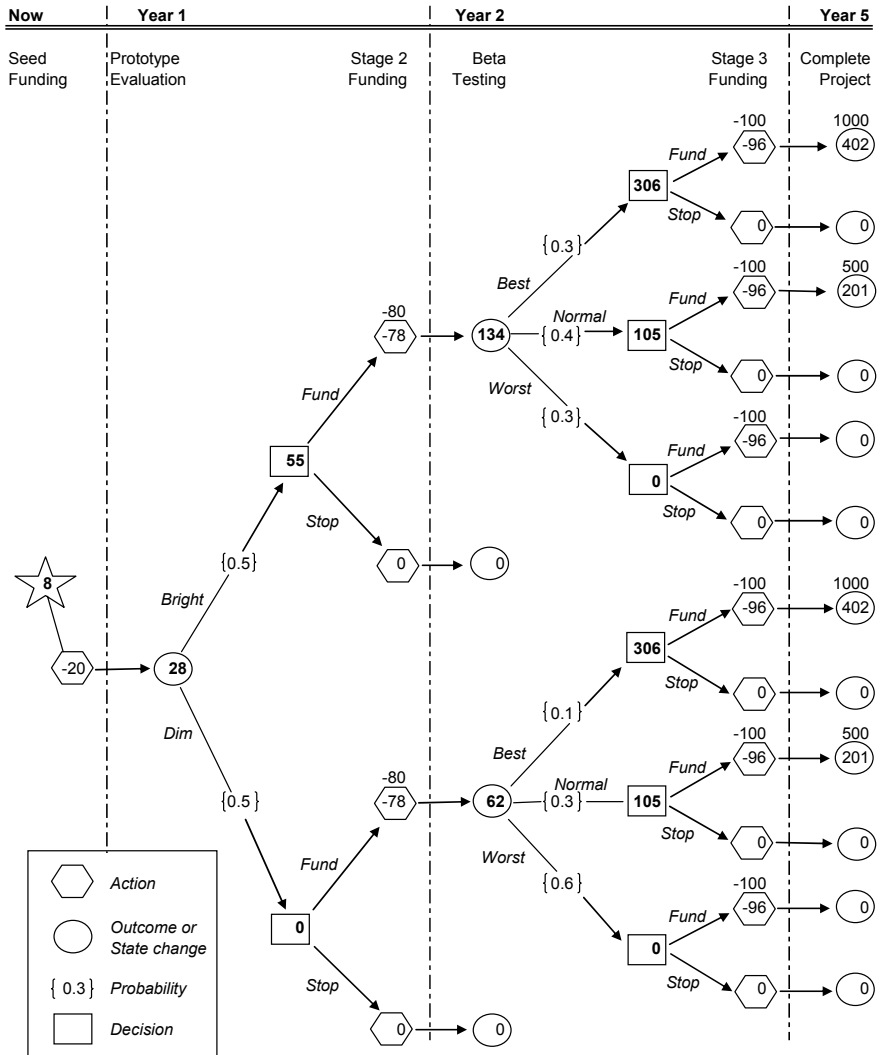 Now Year 1 Year 2 Year 5
Seed Prototype Stage 2 Beta Stage 3 Complete
Funding Evaluation Funding Testing Funding Project
-100 1000
-96 402
Fund
306
Stop
0 0
{0.3}
-100 500
Best
Fund -96 201
-80
Normal
-78 134 {0.4} 105
Stop
Worst 0 0
Fund
{0.3} -100
Fund -96 0
55
0
Stop
Stop 0 0
{0.5} 0 0
8
-100 1000
Bright
Fund -96 402
306
-20 28
Stop 0 0
{0.1}
Dim
-100 500
Best
Fund -96 201
-80
Normal
{0.5} -78 62 {0.3} 105
Stop
0 0
Fund Worst
{0.6} -100
Action
Fund -96 0
0
Outcome or
State change
0
Stop
{ 0.3 } Probability
Stop 0 0
Decision
0 0